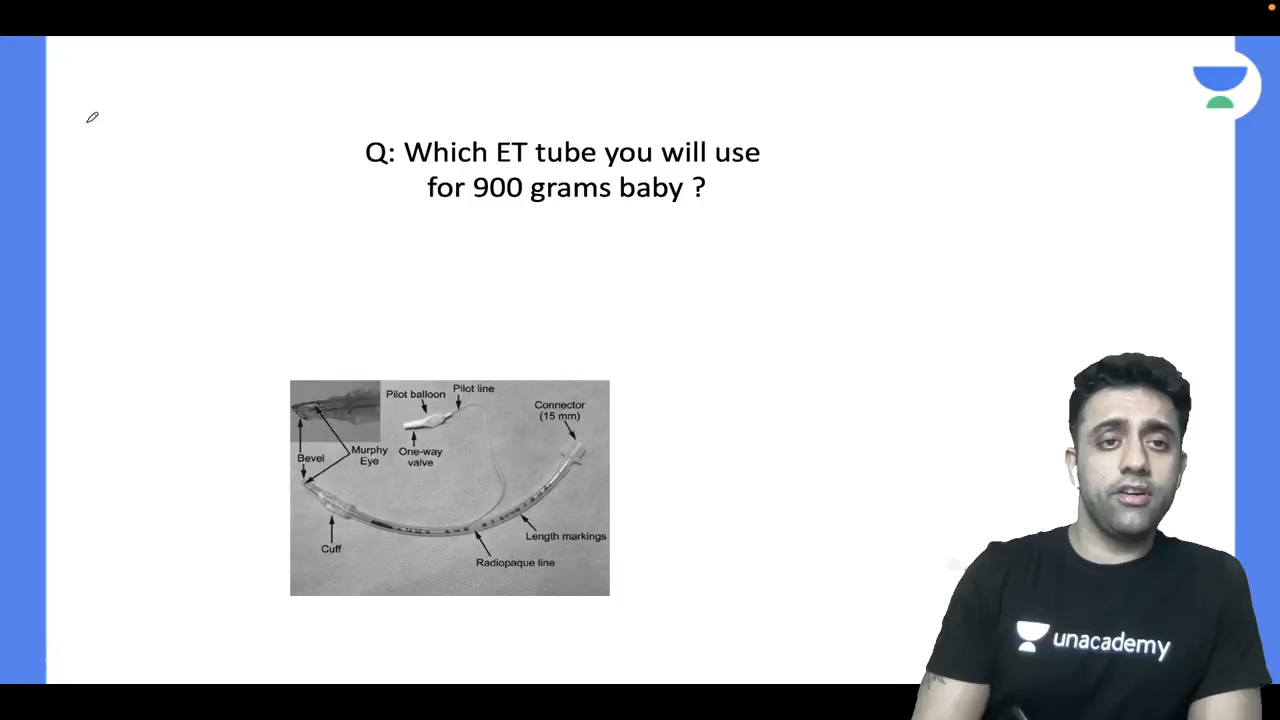 Q: Which ET tube you will use
for 900 grams baby ?
Pilot balloon
Pilot line
Connector
(15 mm)
Bevel
Murphy
Eye
One-way
valve
Cuff
Length markings
Radiopaque line
unacademy